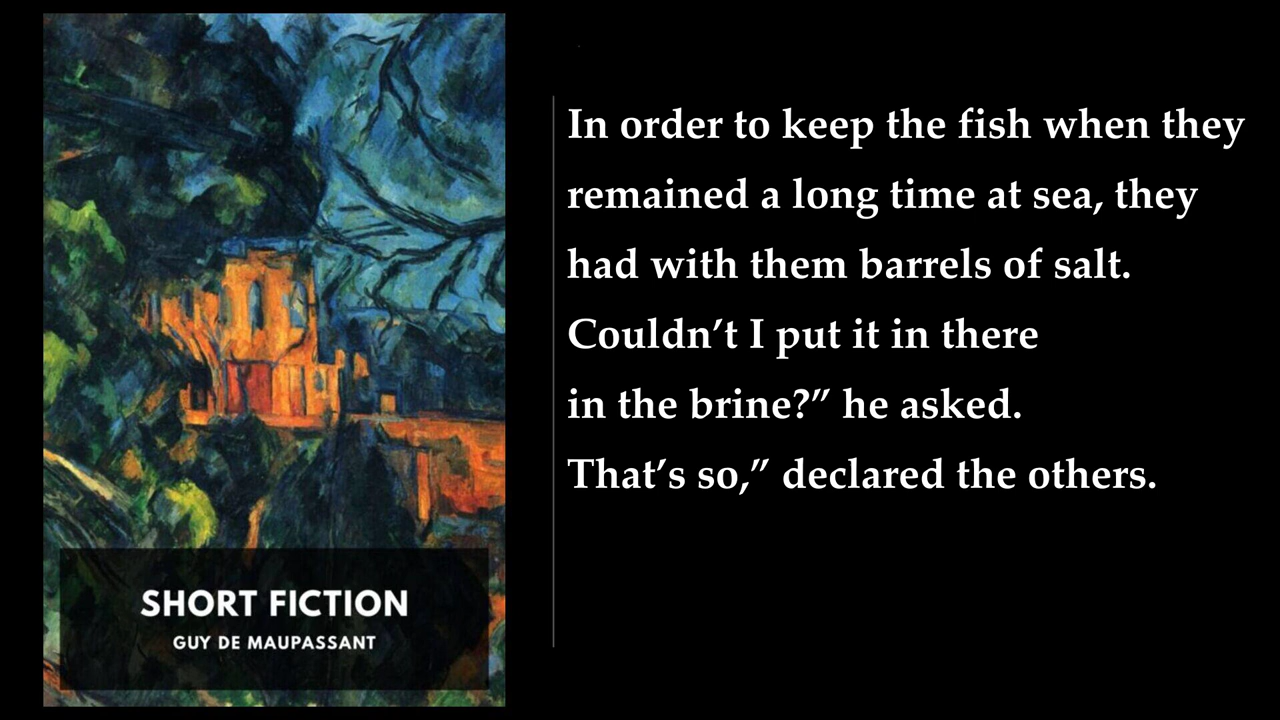 SHORT FICTION
GUY DE MAUPASSANT
In order to keep the fish when they
remained a long time at sea, they
had with them barrels of salt.
Couldn’t I put it in there
in the brine?” he asked.
That’s so,” declared the others.